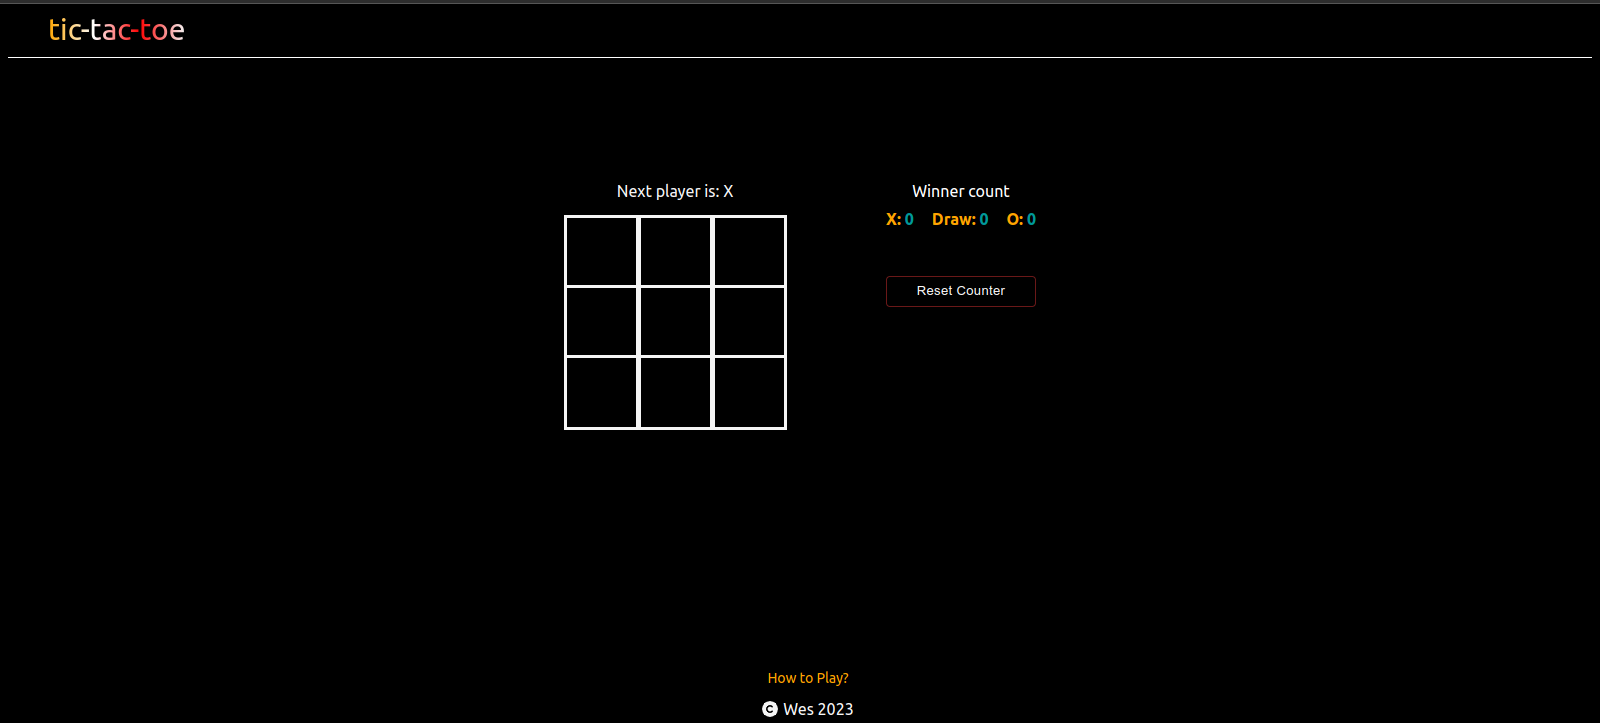 tic-tac-toe
Next player is: X
Winner count
X: 0 Draw: 0 O: 0
Reset Counter
How to Play?
© Wes 2023